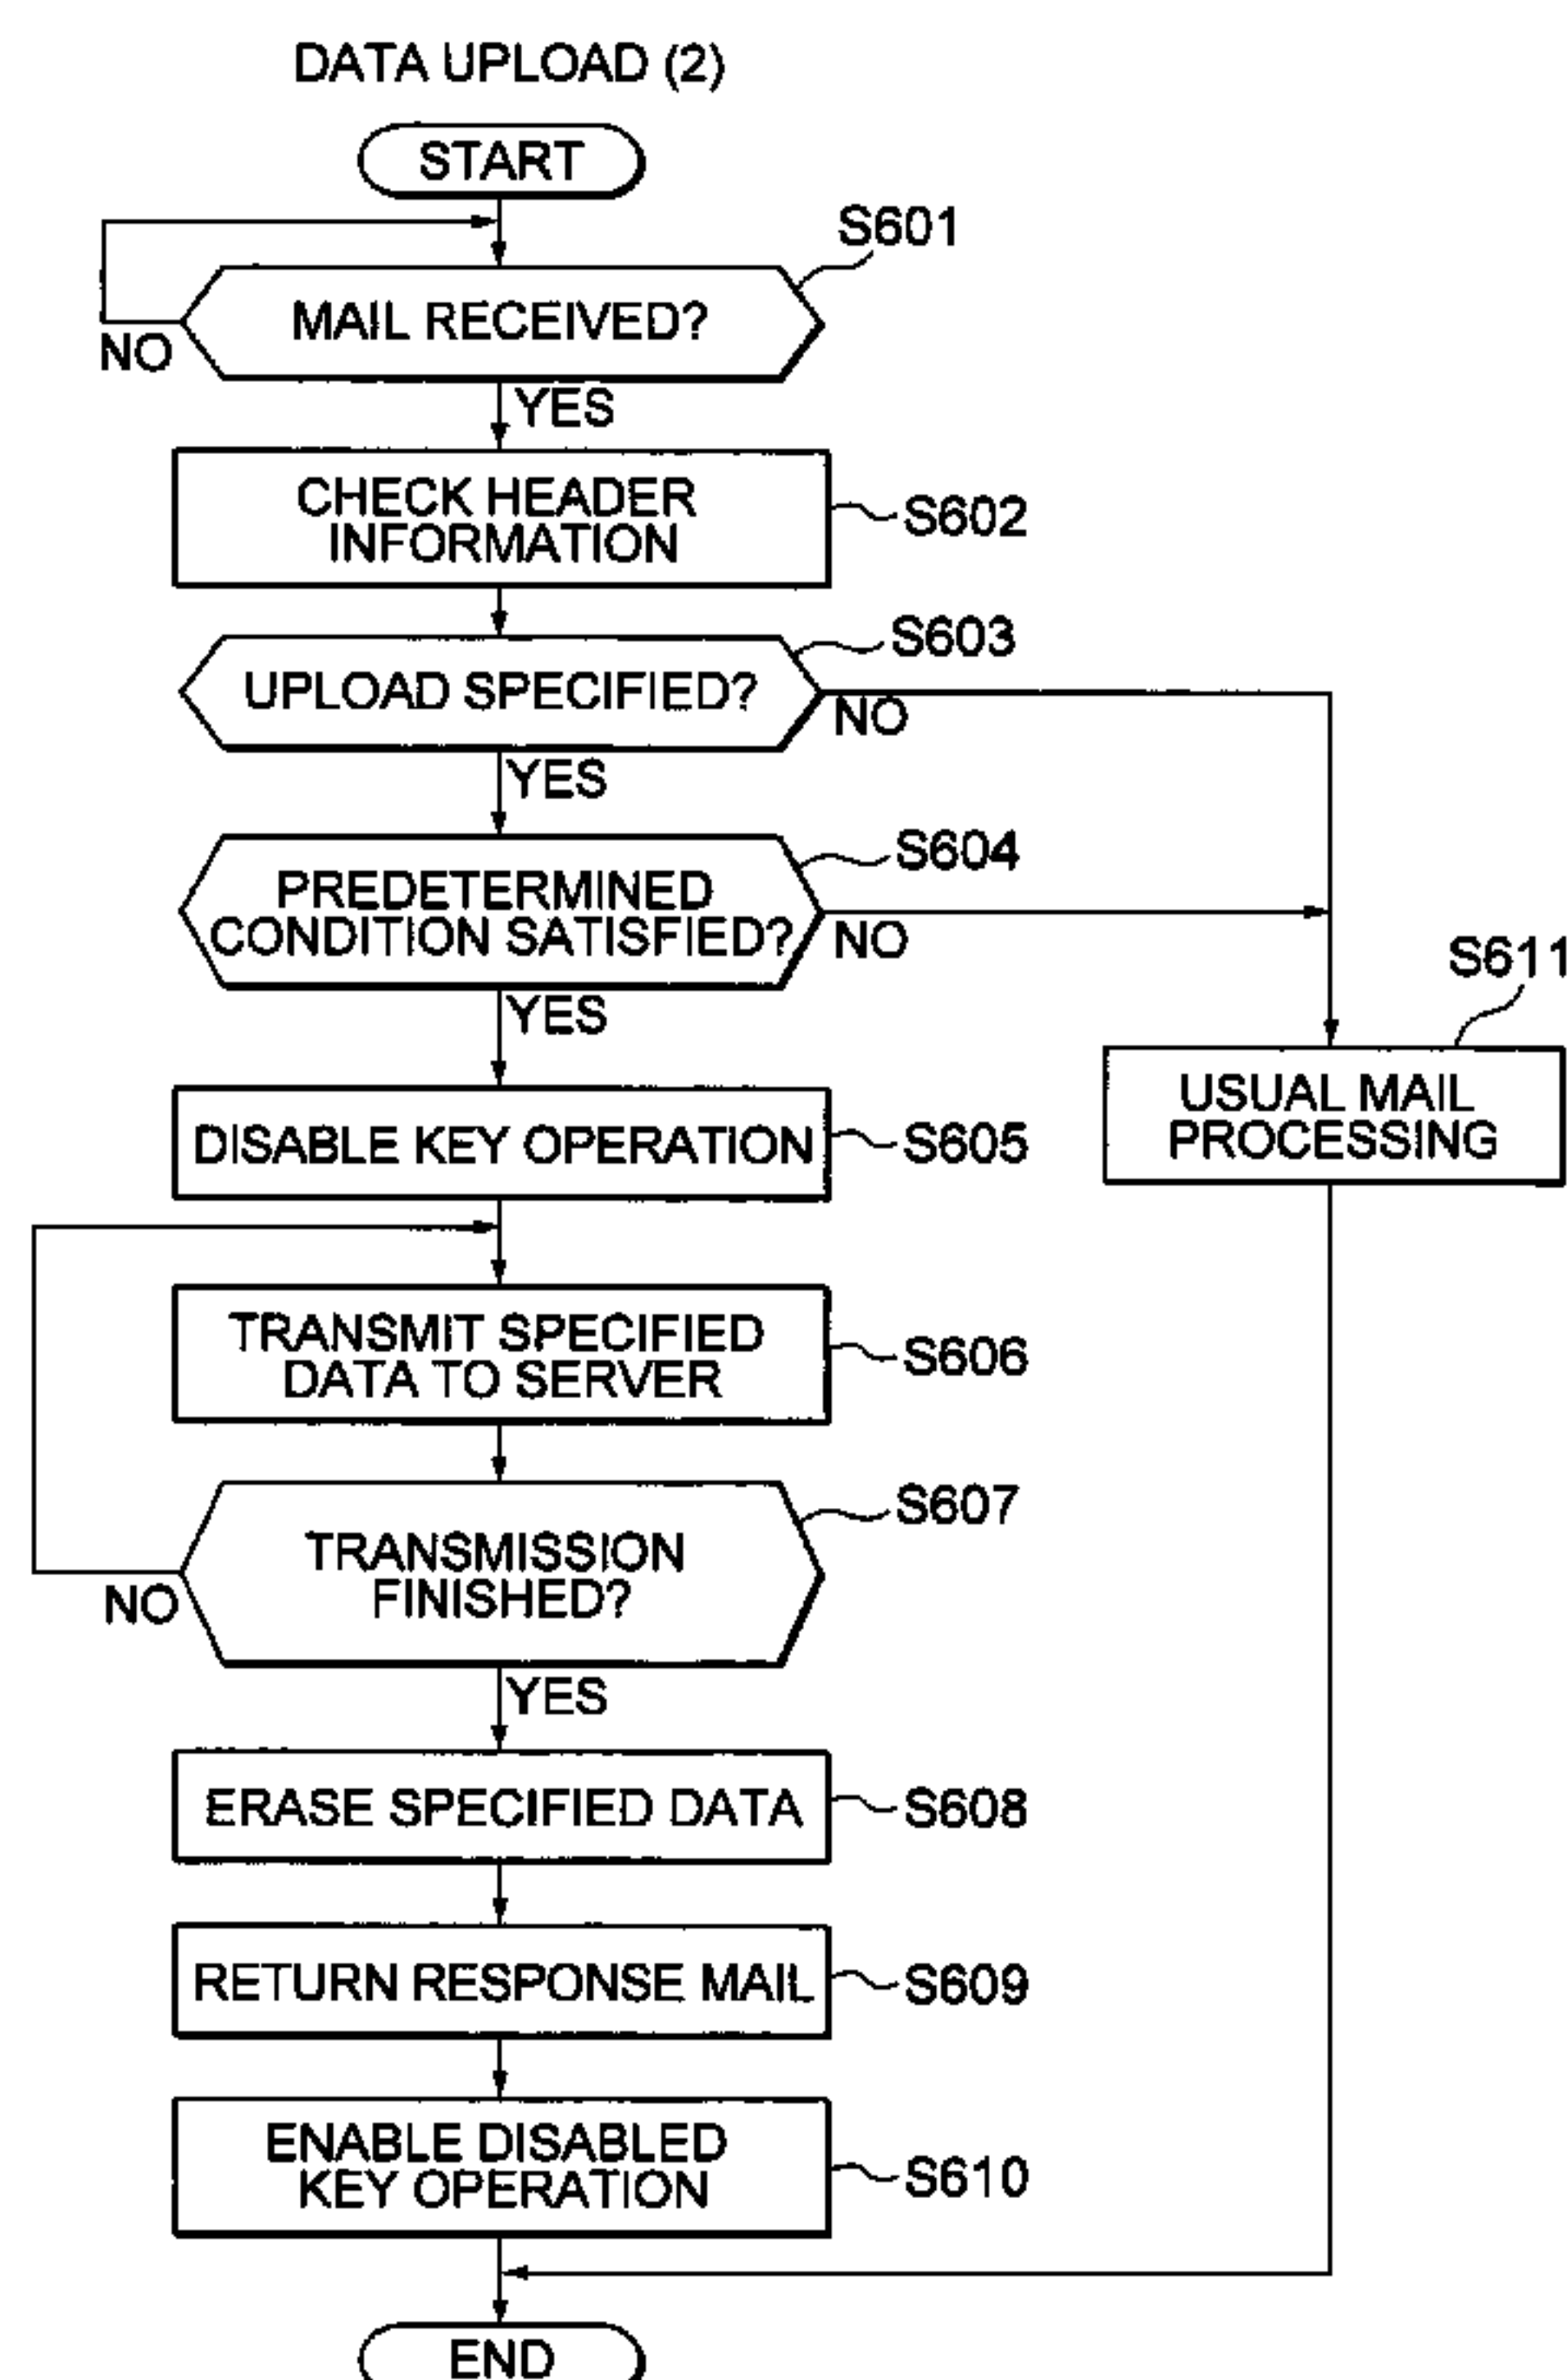 DATA UPLOAD (2)
START
S601
MAIL RECEIVED?
NO
YES
CHECK HEADER
INFORMATION
S602
S603
UPLOAD SPECIFIED?
NO
YES
S604
PREDETERMINED
CONDITION SATISFIED?
NO
YES
S611
USUAL MAIL
PROCESSING
DISABLE KEY OPERATION
S605
TRANSMIT SPECIFIED
DATA TO SERVER
S606
S607
TRANSMISSION
FINISHED?
NO
YES
ERASE SPECIFIED DATA
S608
RETURN RESPONSE MAIL
S609
ENABLE DISABLED
KEY OPERATION
S610
END